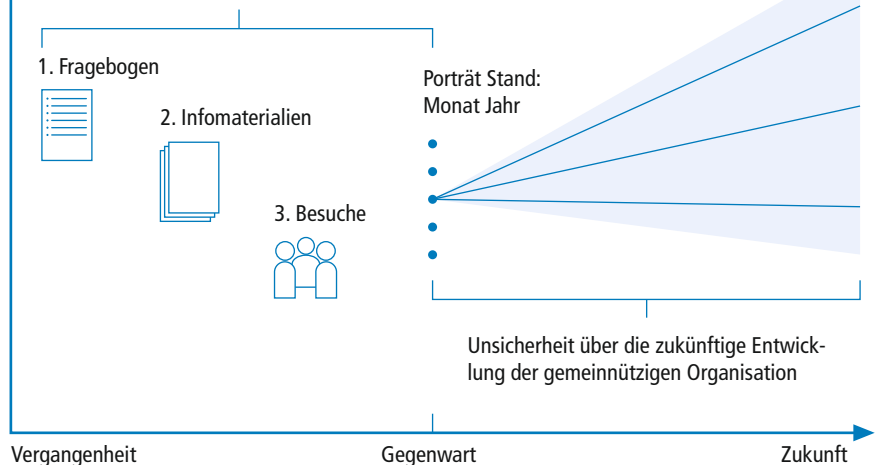 1. Fragebogen
2. Infomaterialien
3. Besuche
Porträt Stand:
Monat Jahr
Unsicherheit über die zukünftige Entwick-
lung der gemeinnützigen Organisation
Vergangenheit
Gegenwart
Zukunft